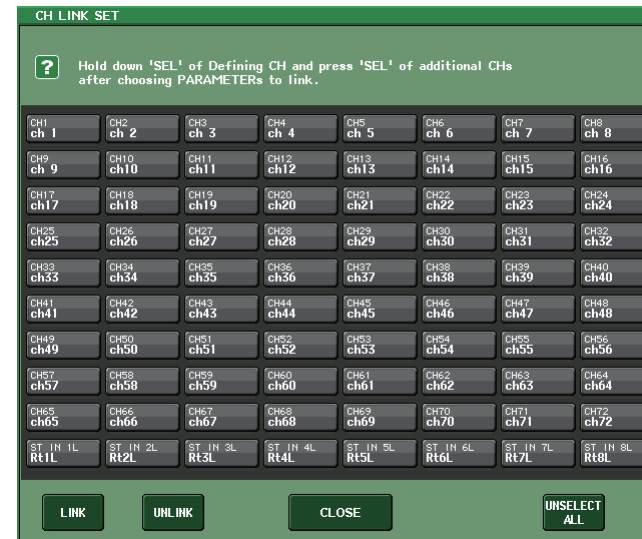 CH LINK SET
? Hold down 'SEL' of Defining CH and press 'SEL' of additional CHs
after choosing PARAMETERs to link.
CH1 CH2 CH3 CH4 CH5 CH6 CH7 CH8
ch 1 ch 2 ch 3 ch 4 ch 5 ch 6 ch 7 ch 8
CH9 CH10 CH11 CH12 CH13 CH14 CH15 CH16
ch 9 ch10 ch11 ch12 ch13 ch14 ch15 ch16
CH17 CH18 CH19 CH20 CH21 CH22 CH23 CH24
ch17 ch18 ch19 ch20 ch21 ch22 ch23 ch24
CH25 CH26 CH27 CH28 CH29 CH30 CH31 CH32
ch25 ch26 ch27 ch28 ch29 ch30 ch31 ch32
CH33 CH34 CH35 CH36 CH37 CH38 CH39 CH40
ch33 ch34 ch35 ch36 ch37 ch38 ch39 ch40
CH41 CH42 CH43 CH44 CH45 CH46 CH47 CH48
ch41 ch42 ch43 ch44 ch45 ch46 ch47 ch48
CH49 CH50 CH51 CH52 CH53 CH54 CH55 CH56
ch49 ch50 ch51 ch52 ch53 ch54 ch55 ch56
CH57 CH58 CH59 CH60 CH61 CH62 CH63 CH64
ch57 ch58 ch59 ch60 ch61 ch62 ch63 ch64
CH65 CH66 CH67 CH68 CH69 CH70 CH71 CH72
ch65 ch66 ch67 ch68 ch69 ch70 ch71 ch72
ST IN 1L ST IN 2L ST IN 3L ST IN 4L ST IN 5L ST IN 6L ST IN 7L ST IN 8L
Rt1L Rt2L Rt3L Rt4L Rt5L Rt6L Rt7L Rt8L
LINK UNLINK CLOSE UNSELECT
ALL